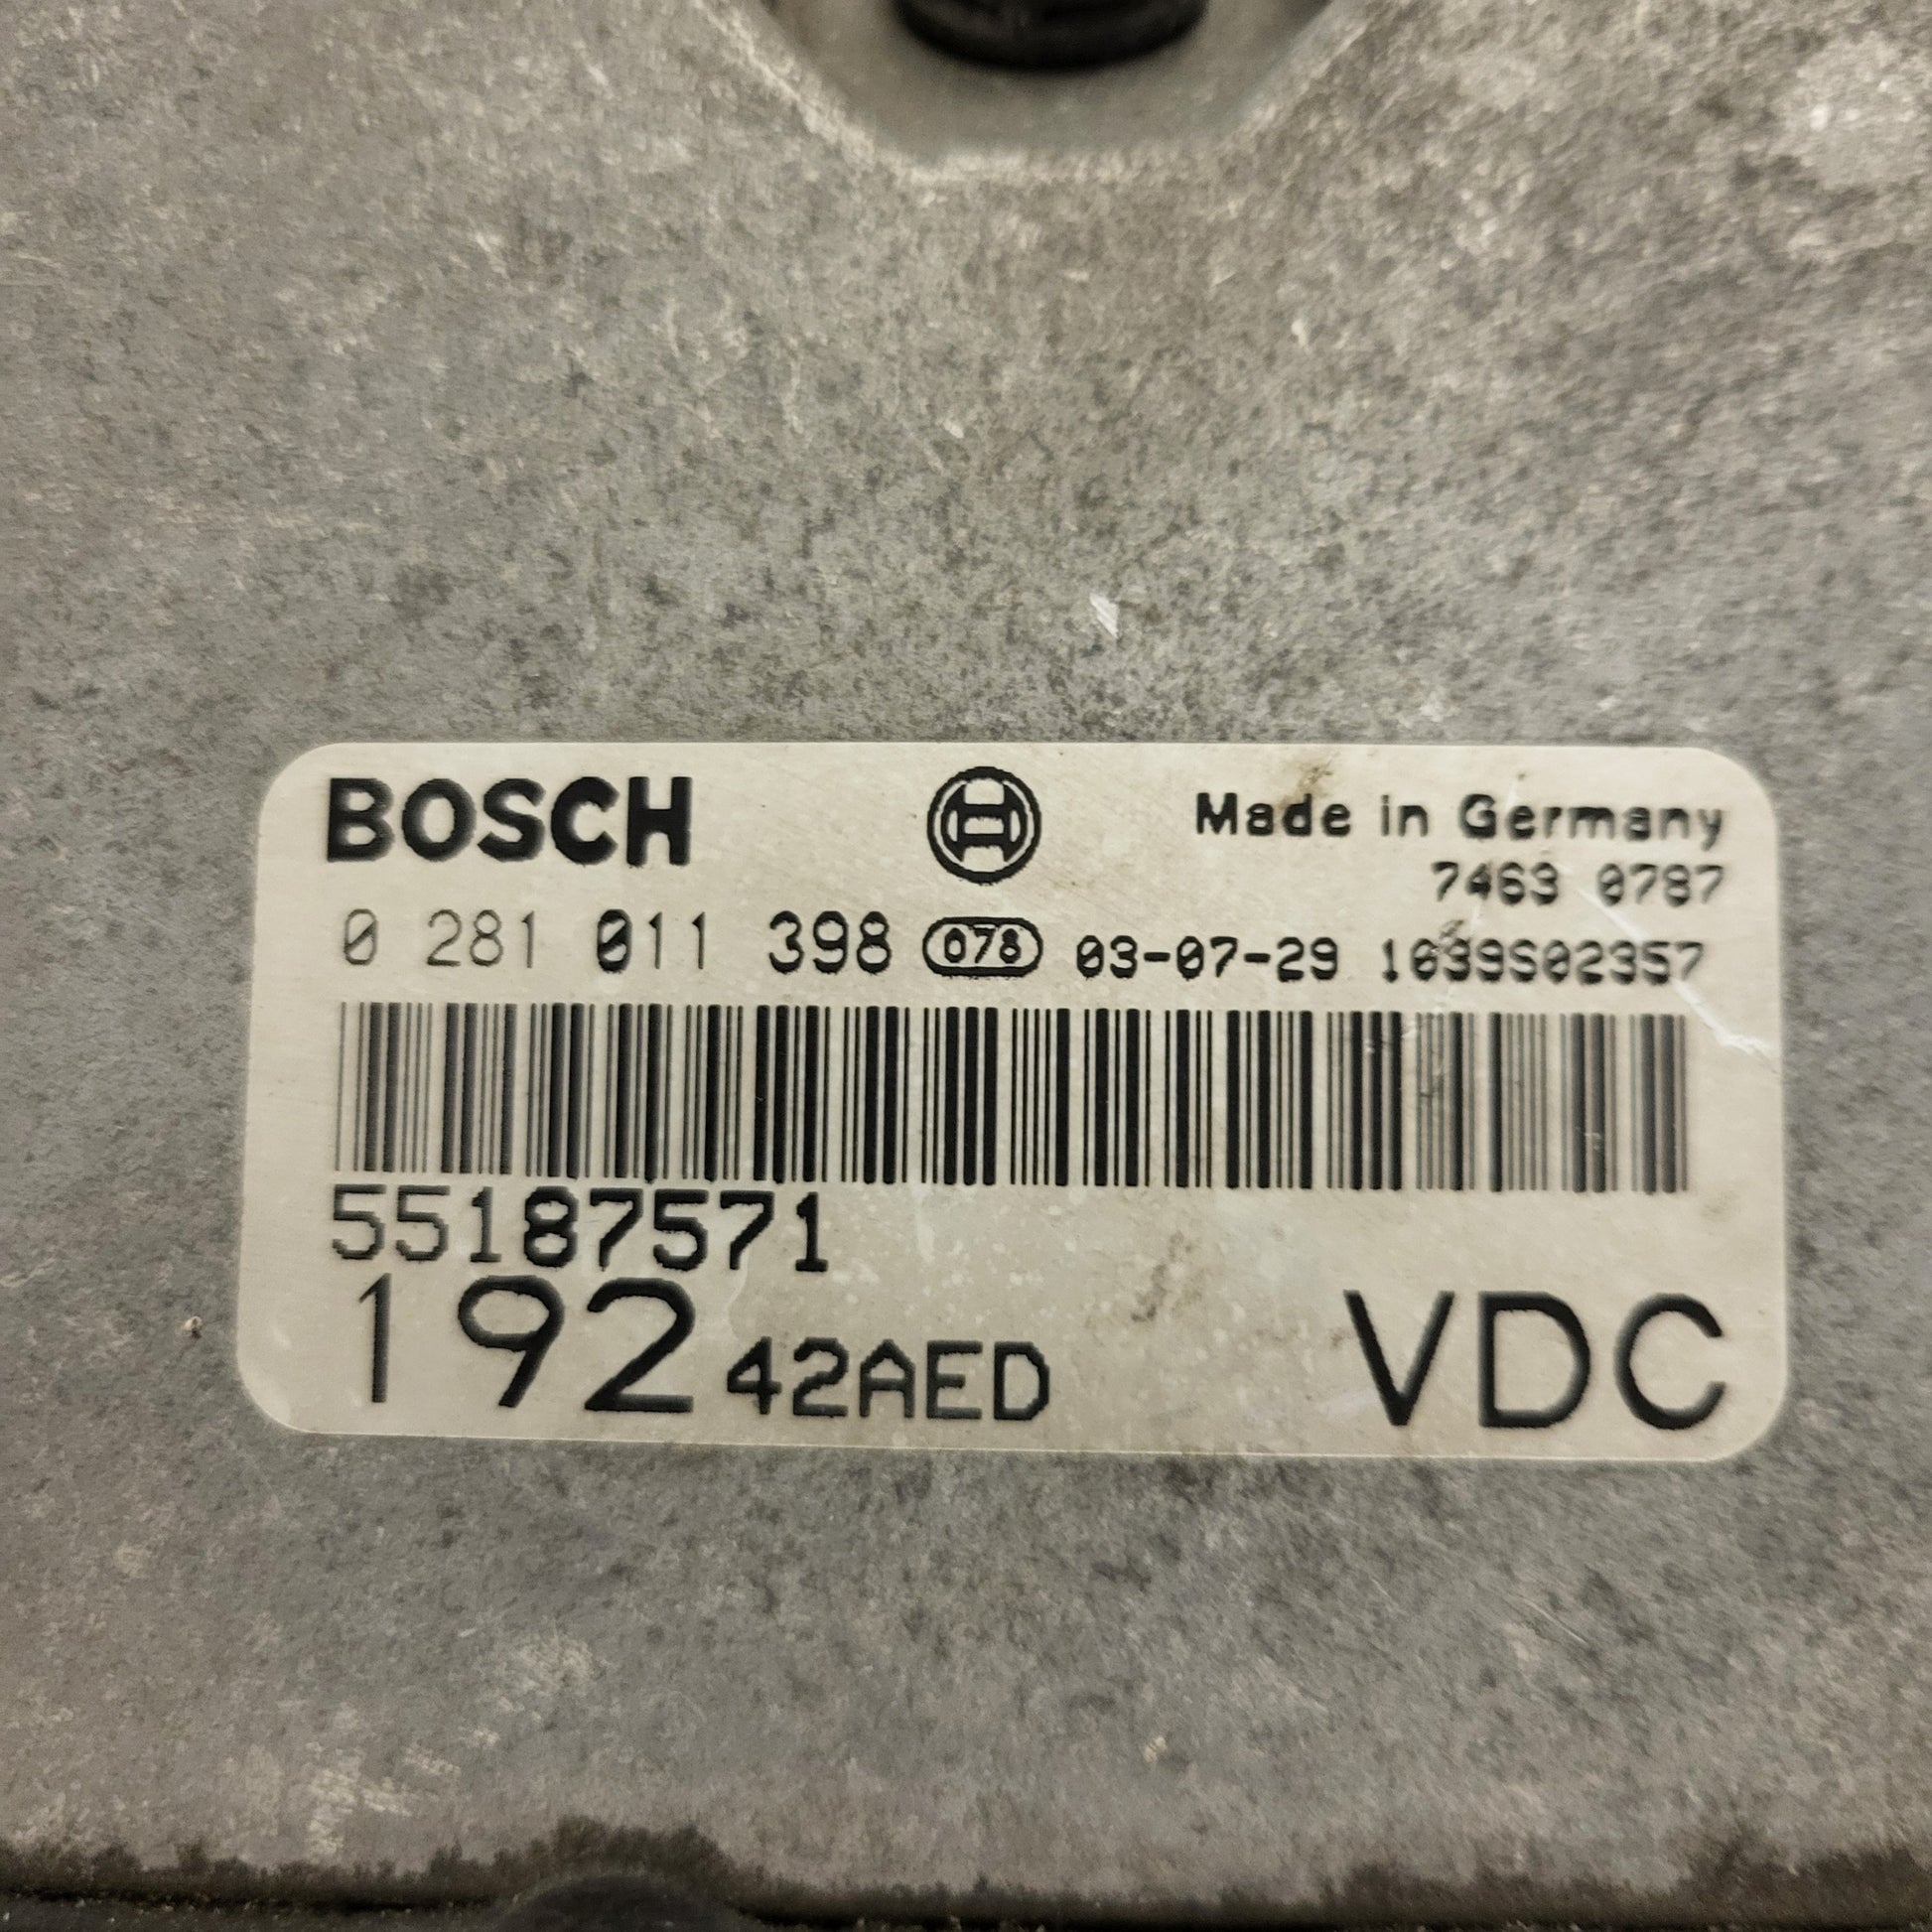 BOSCH Made in Germany
7463 0787
0 281 011 398 078 03-07-29 1039S02357
55187571
192 42AED VDC